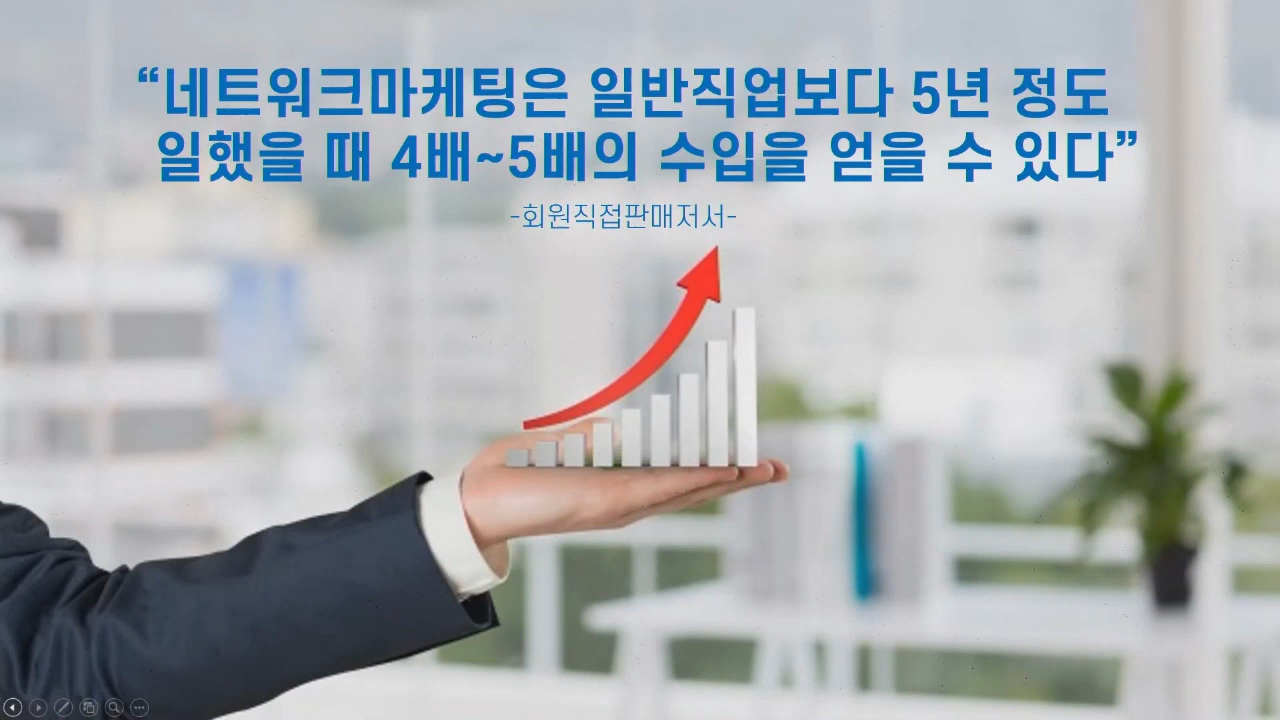 “네트워크마케팅은 일반직업보다 5년 정도
일했을 때 4배~5배의 수입을 얻을 수 있다”
-회원직접판매저서-